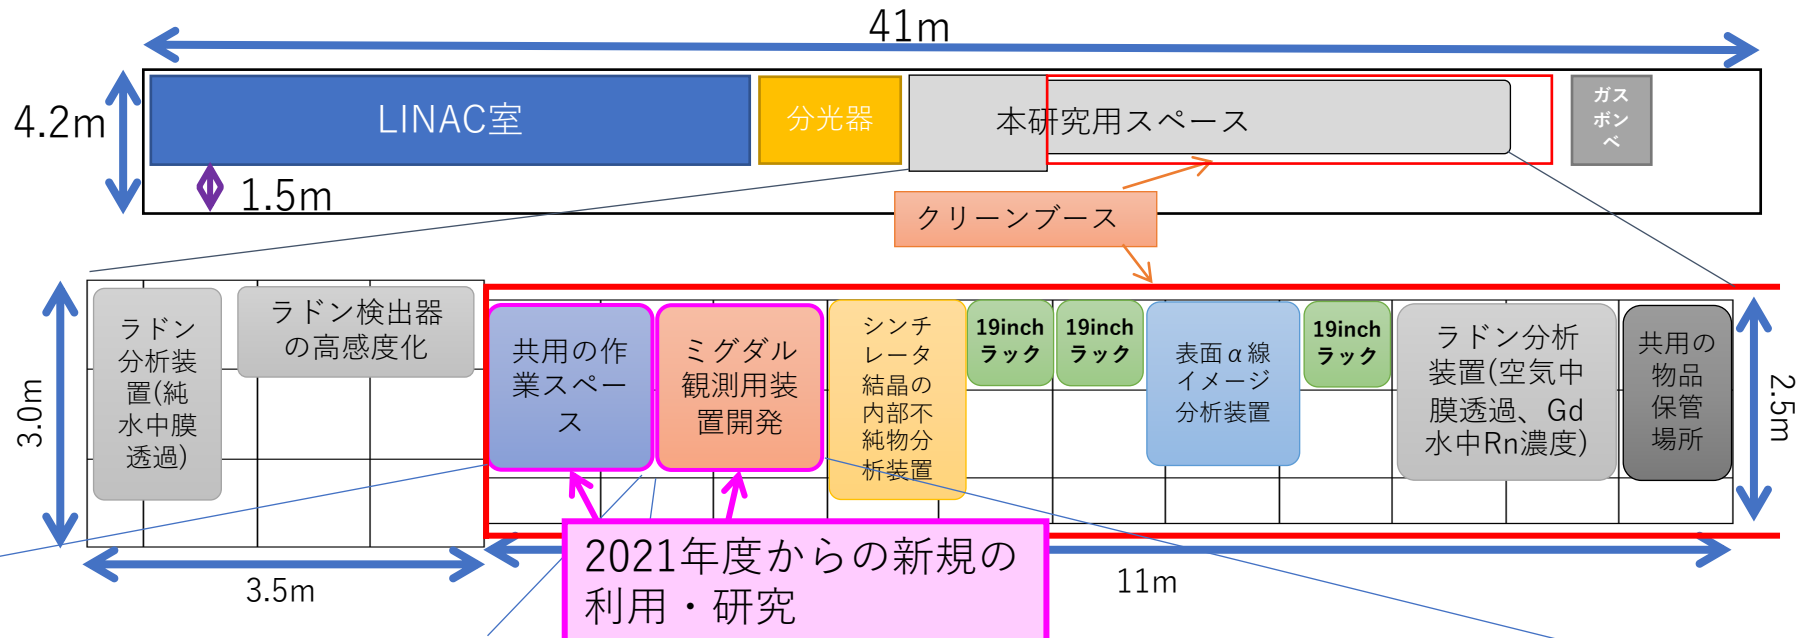 41m
4.2m
LINAC室
分光器
本研究用スペース
ガス
ボン
ベ
1.5m
クリーンブース
3.0m
ラドン
分析装
置(純
水中膜
透過)
ラドン検出器
の高感度化
共用の作
業スペー
ス
ミグダル
観測用装
置開発
シンチ
レータ
結晶の
内部不
純物分
析装置
19inch
ラック
19inch
ラック
表面α線
イメージ
分析装置
19inch
ラック
ラドン分析
装置(空気中
膜透過、Gd
水中Rn濃度)
共用の
物品
保管
場所
2.5m
3.5m
2021年度からの新規の
利用・研究
11m